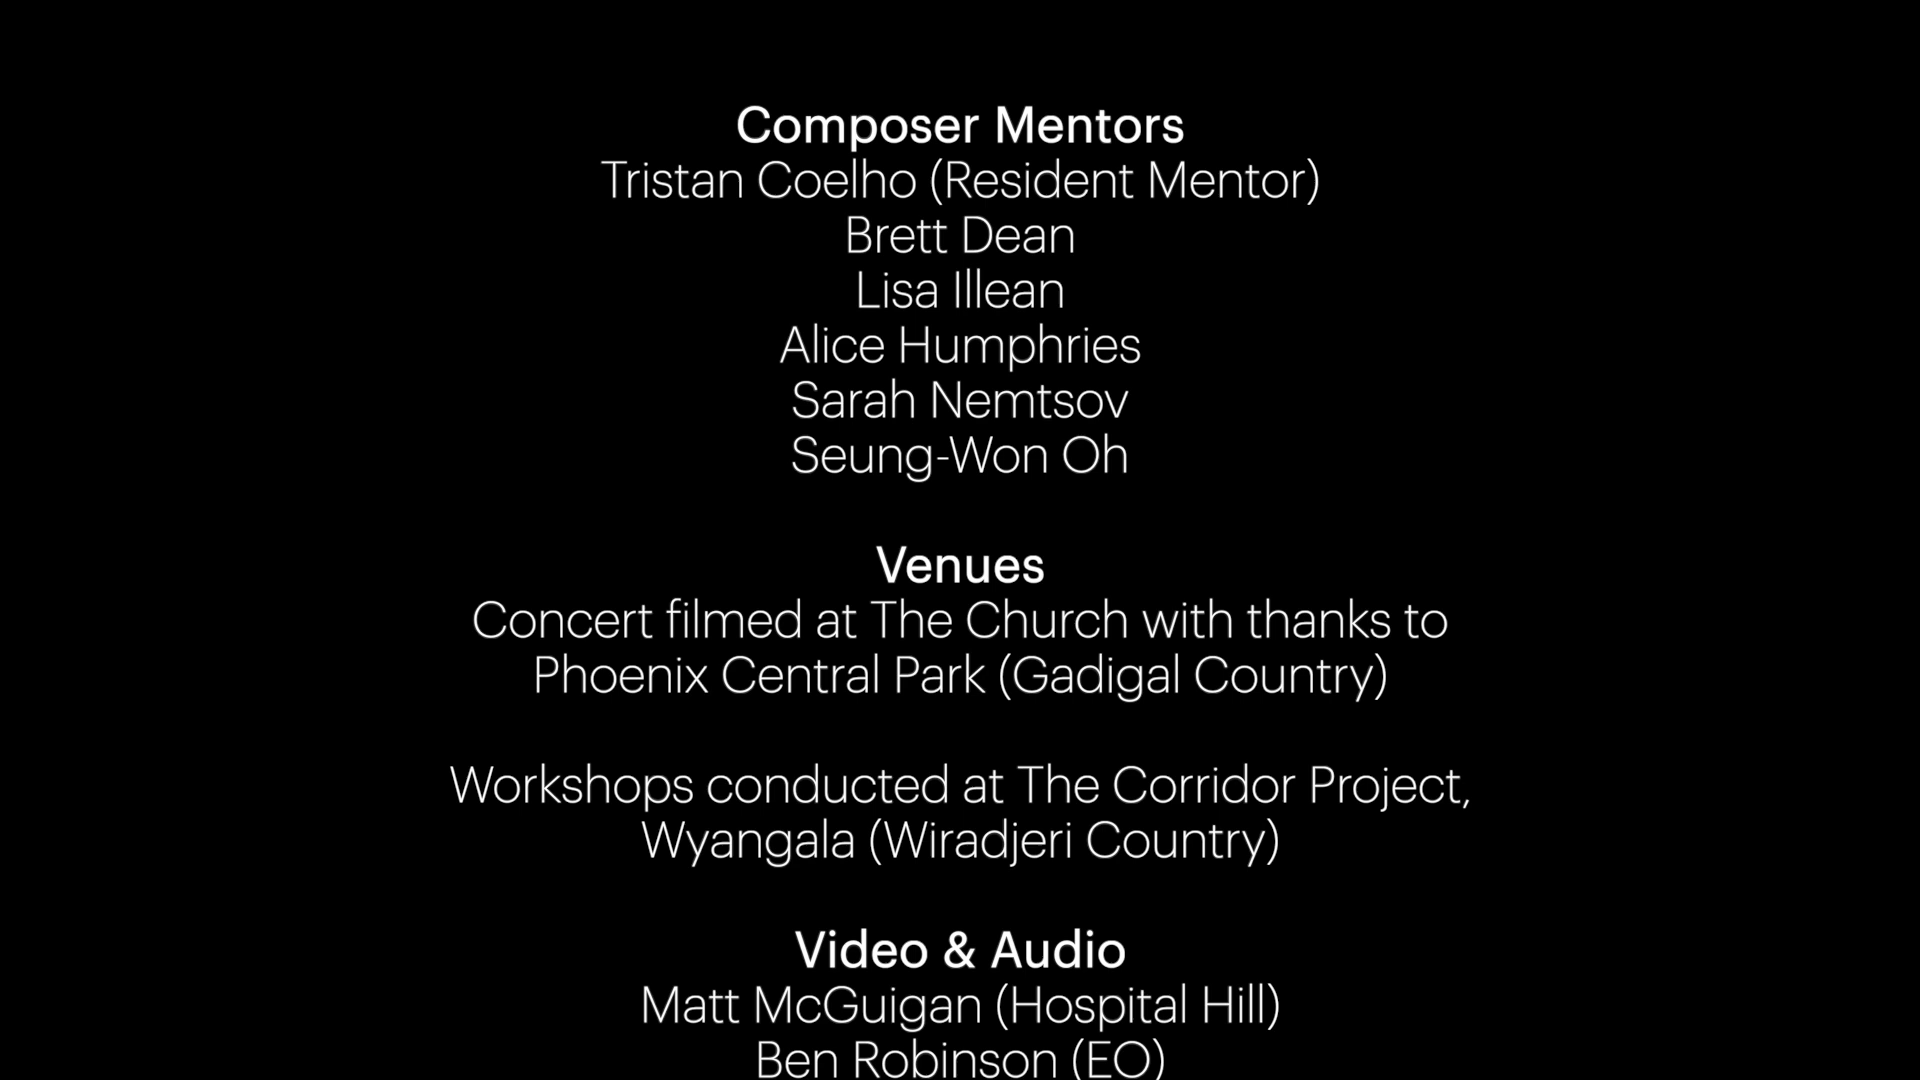 Composer Mentors
Tristan Coelho (Resident Mentor)
Brett Dean
Lisa Illean
Alice Humphries
Sarah Nemtsov
Seung-Won Oh
Venues
Concert filmed at The Church with thanks to
Phoenix Central Park (Gadigal Country)
Workshops conducted at The Corridor Project,
Wyangala (Wiradjeri Country)
Video & Audio
Matt McGuigan (Hospital Hill)
Ben Robinson (EO)